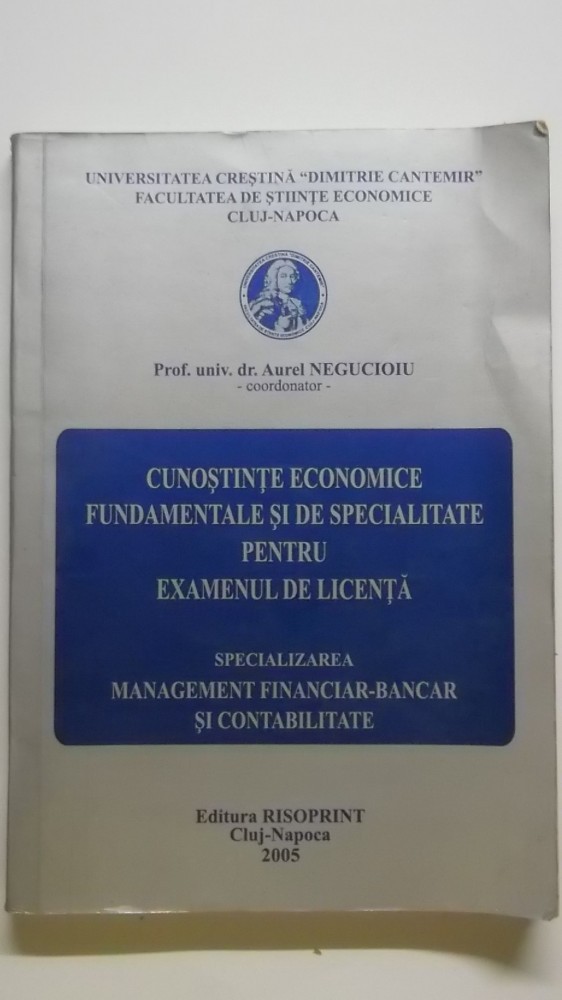 UNIVERSITATEA CREŞTINĂ "DIMITRIE CANTEMIR"
FACULTATEA DE ŞTIINŢE ECONOMICE
CLUJ-NAPOCA
Prof. univ. dr. Aurel NEGUCIOIU
- coordonator -
CUNOŞTINŢE ECONOMICE
FUNDAMENTALE ŞI DE SPECIALITATE
PENTRU
EXAMENUL DE LICENŢĂ
SPECIALIZAREA
MANAGEMENT FINANCIAR-BANCAR
ŞI CONTABILITATE
Editura RISOPRINT
Cluj-Napoca
2005